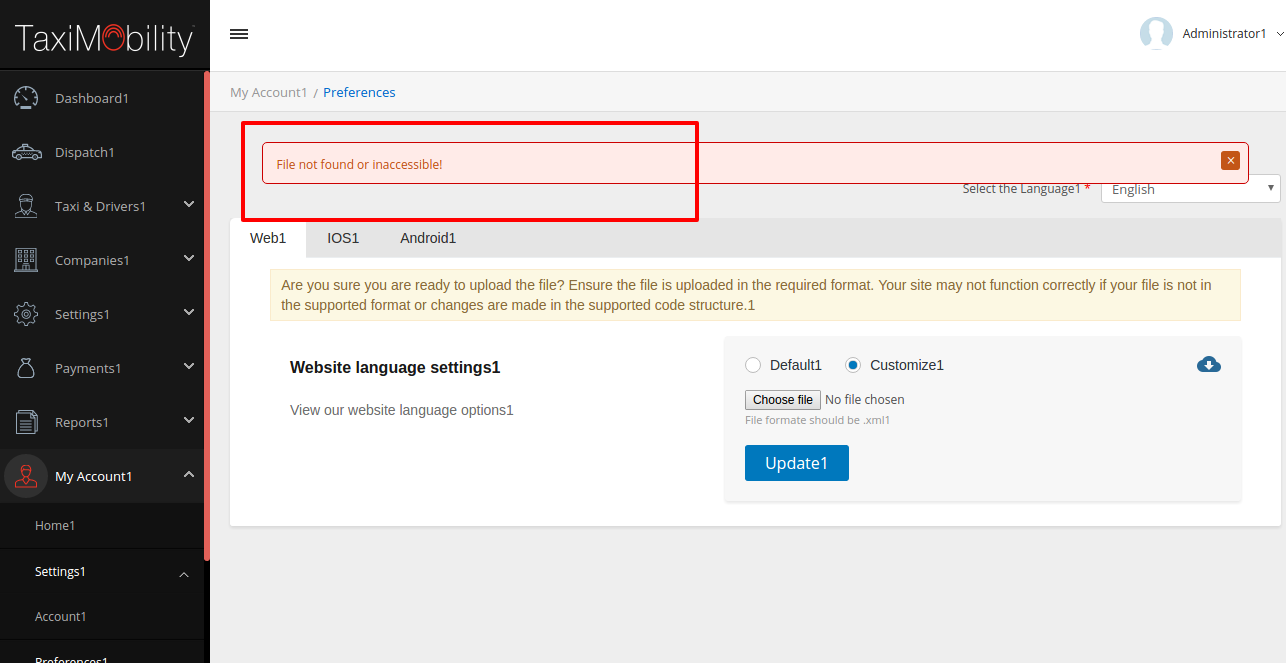 TaxiMobility
Administrator1
Dashboard1
Dispatch1
Taxi & Drivers1
Companies1
Settings1
Payments1
Reports1
My Account1
Home1
Settings1
Account1
Preferences1
My Account1 / Preferences
File not found or inaccessible!
Select the Language1 * English
Web1 IOS1 Android1
Are you sure you are ready to upload the file? Ensure the file is uploaded in the required format. Your site may not function correctly if your file is not in
the supported format or changes are made in the supported code structure.1
Website language settings1
View our website language options1
Default1 Customize1
Choose file No file chosen
File formate should be .xml1
Update1